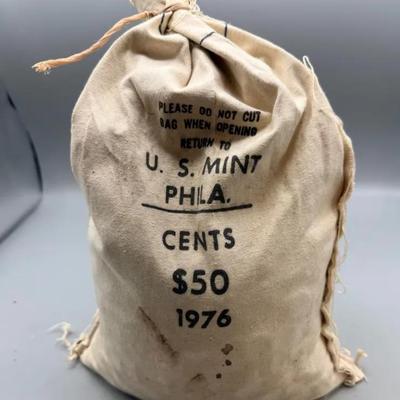 PLEASE DO NOT CUT
BAG WHEN OPENING
RETURN TO
U. S. MINT
PHILA.
CENTS
$50
1976